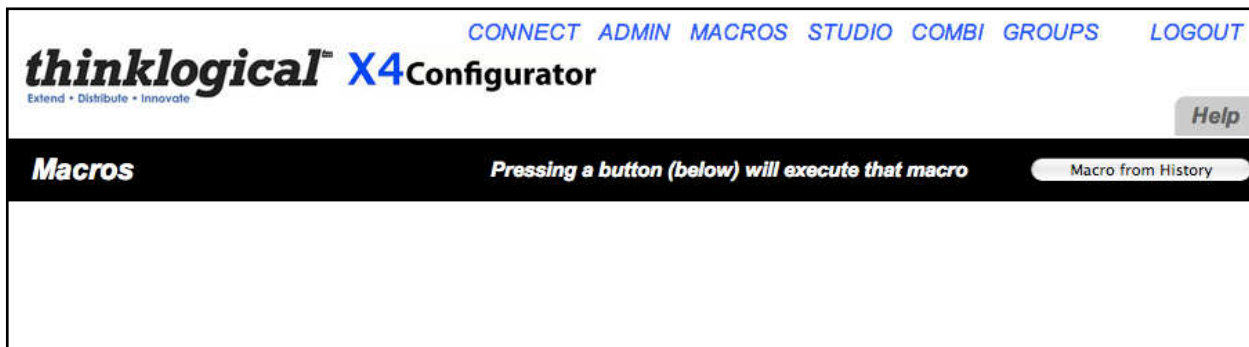 CONNECT ADMIN MACROS STUDIO COMBI GROUPS LOGOUT
thinklogical™ X4Configurator
Extend • Distribute • Innovate
Help
Macros Pressing a button (below) will execute that macro Macro from History